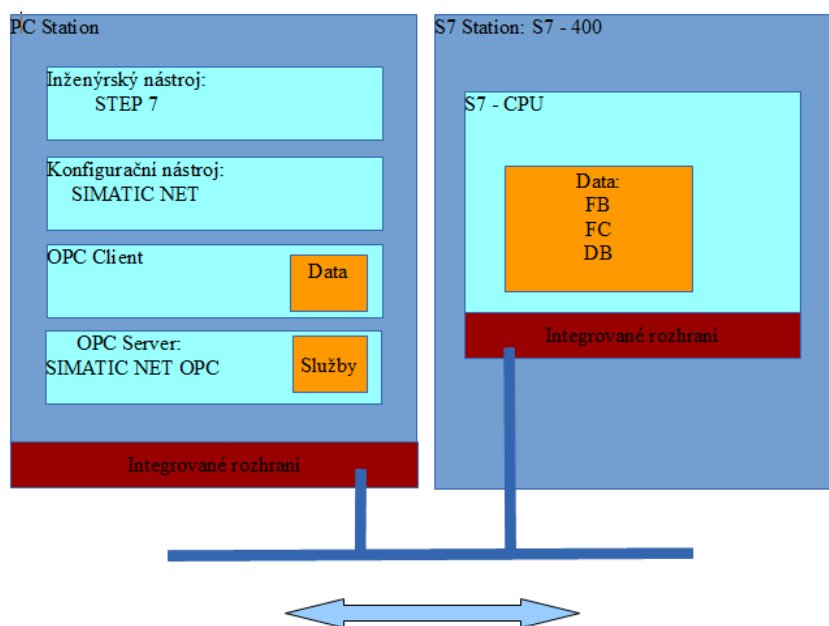 PC Station
Inženýrský nástroj:
STEP 7
Konfigurační nástroj:
SIMATIC NET
OPC Client
Data
OPC Server:
SIMATIC NET OPC
Služby
Integrované rozhraní
S7 Station: S7 - 400
S7 - CPU
Data:
FB
FC
DB
Integrované rozhraní